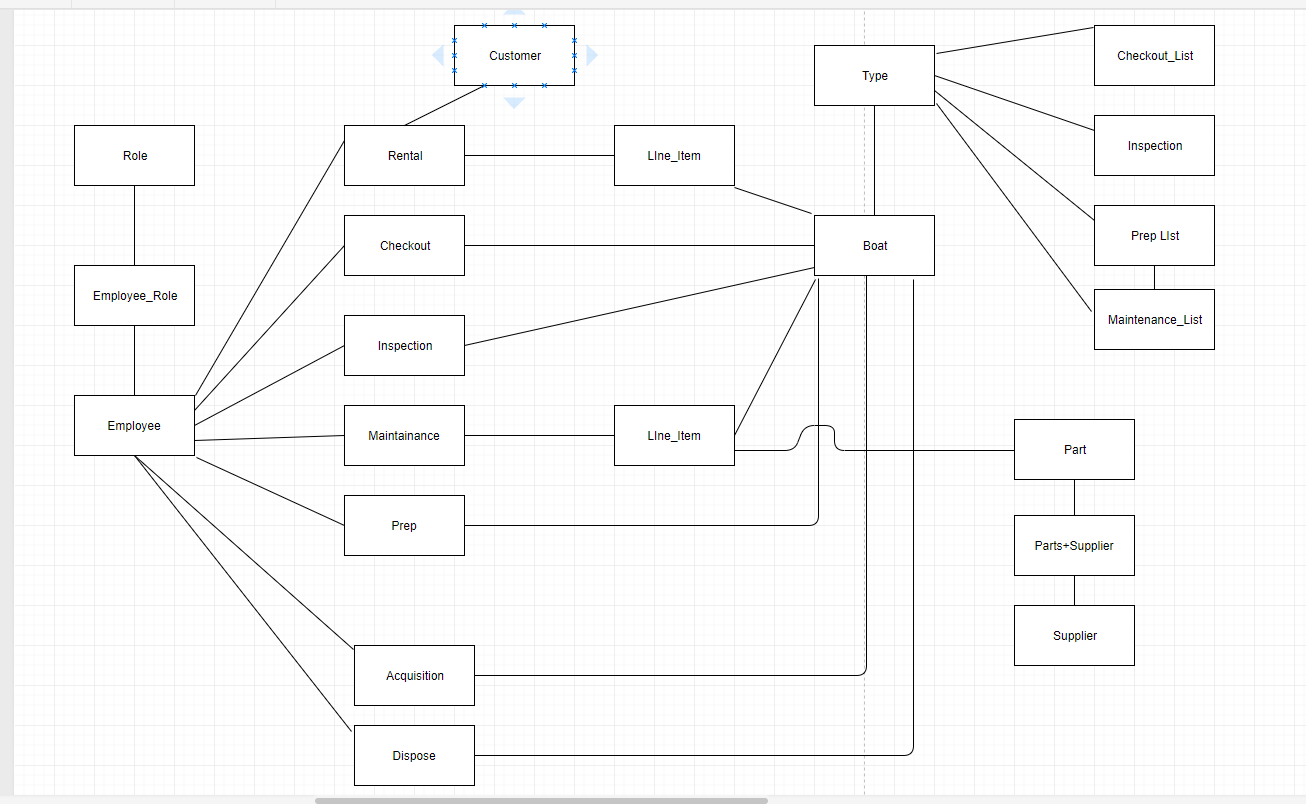 Customer
Checkout_List
Type
Role
Rental
LIne_Item
Inspection
Checkout
Boat
Prep LIst
Employee_Role
Maintenance_List
Inspection
Employee
Maintainance
LIne_Item
Part
Prep
Parts+Supplier
Supplier
Acquisition
Dispose